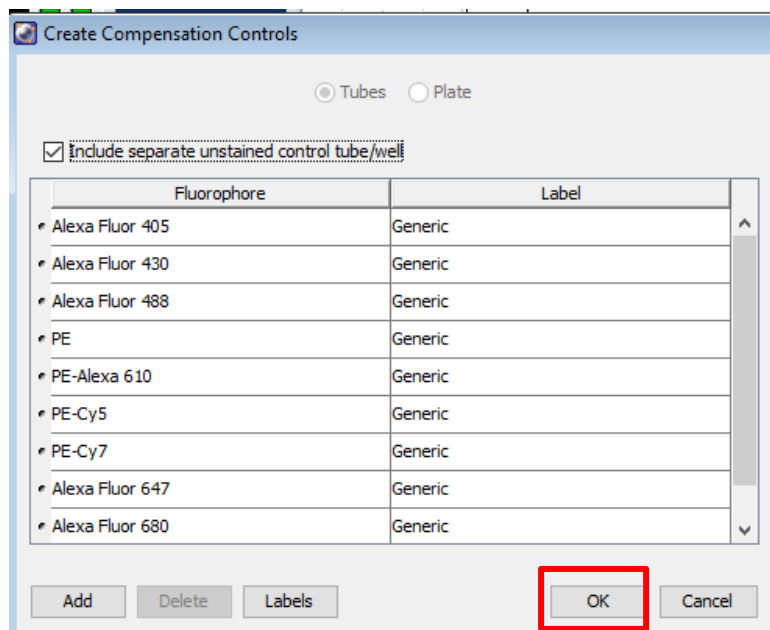 Create Compensation Controls
Tubes Plate
Include separate unstained control tube/well
Fluorophore Label
Alexa Fluor 405 Generic
Alexa Fluor 430 Generic
Alexa Fluor 488 Generic
PE Generic
PE-Alexa 610 Generic
PE-Cy5 Generic
PE-Cy7 Generic
Alexa Fluor 647 Generic
Alexa Fluor 680 Generic
Add Delete Labels OK Cancel